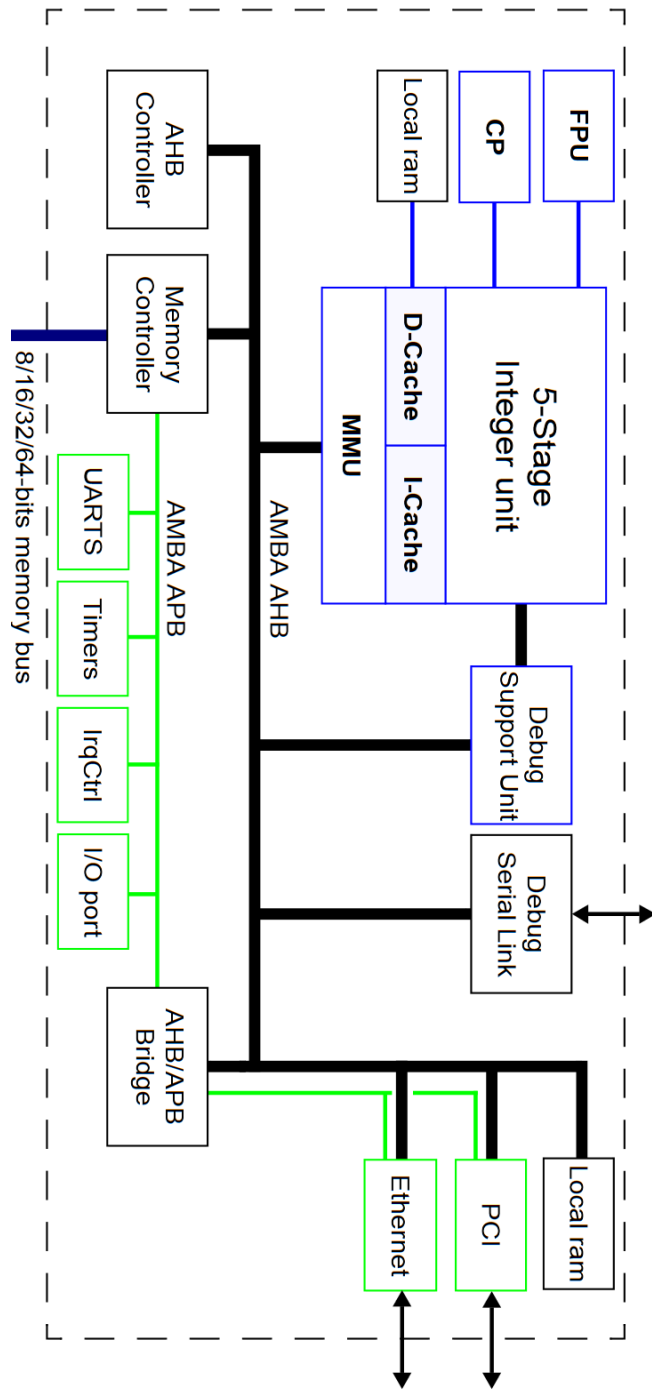 FPU
CP
Local ram
5-Stage
Integer unit
D-Cache
I-Cache
MMU
Debug
Support Unit
Debug
Serial Link
Local ram
PCI
Ethernet
AMBA AHB
AHB
Controller
Memory
Controller
AMBA APB
UARTS
Timers
IrqCtrl
I/O port
AHB/APB
Bridge
8/16/32/64-bits memory bus